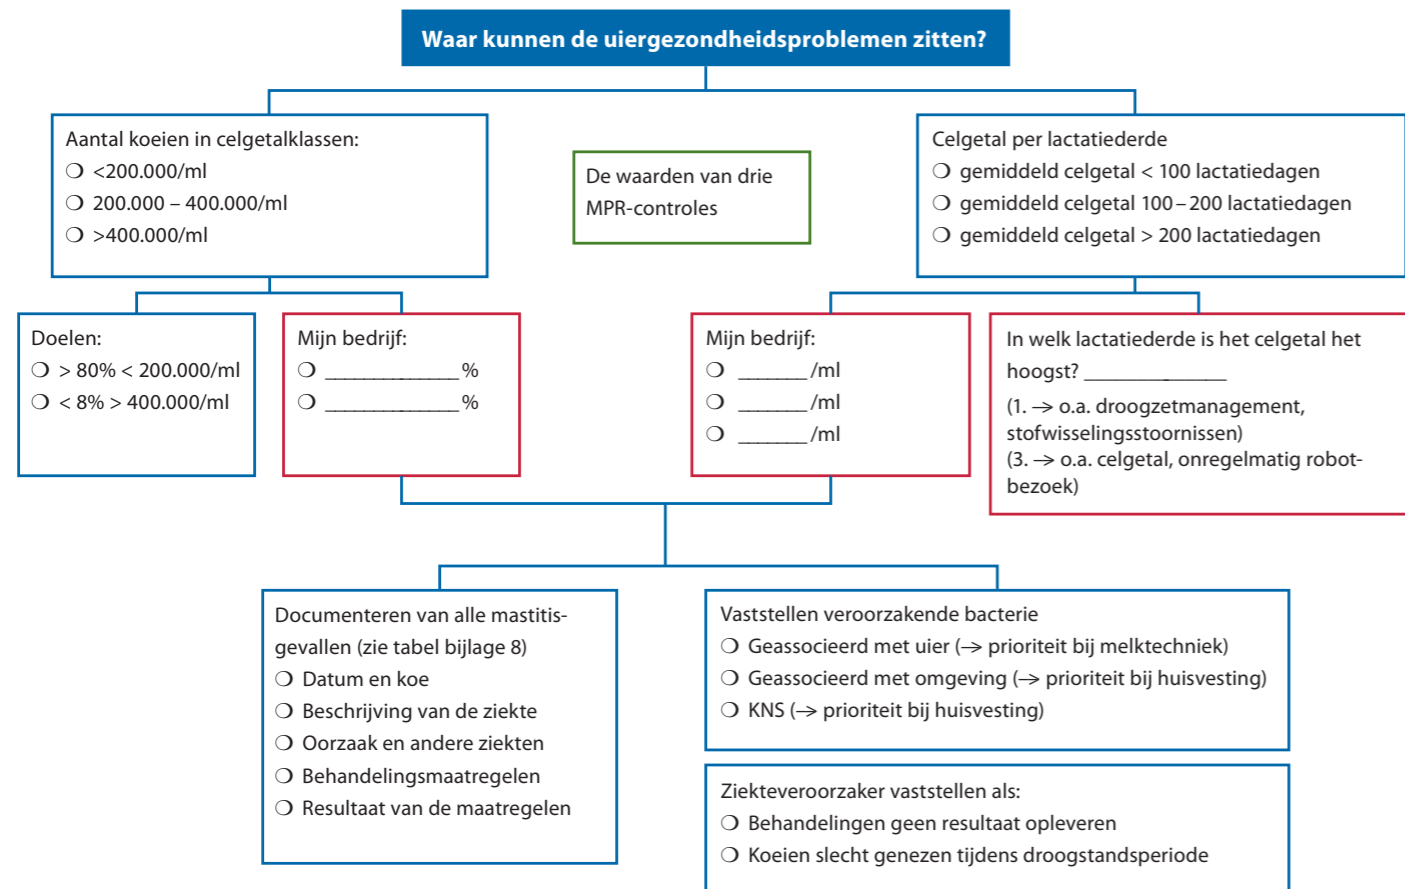 Waar kunnen de uiergezondheidsproblemen zitten?
Aantal koeien in celgetalklassen:
❍ <200.000/ml
❍ 200.000 – 400.000/ml
❍ >400.000/ml
De waarden van drie
MPR-controles
Celgetal per lactatiederde
❍ gemiddeld celgetal < 100 lactatiedagen
❍ gemiddeld celgetal 100 – 200 lactatiedagen
❍ gemiddeld celgetal > 200 lactatiedagen
Doelen:
❍ > 80% < 200.000/ml
❍ < 8% > 400.000/ml
Mijn bedrijf:
❍ ______________ %
❍ ______________ %
Mijn bedrijf:
❍ _______ /ml
❍ _______ /ml
❍ _______ /ml
In welk lactatiederde is het celgetal het
hoogst? ______________
(1. → o.a. droogzetmanagement,
stofwisselingsstoornissen)
(3. → o.a. celgetal, onregelmatig robot-
bezoek)
Documenteren van alle mastitis-
gevallen (zie tabel bijlage 8)
❍ Datum en koe
❍ Beschrijving van de ziekte
❍ Oorzaak en andere ziekten
❍ Behandelingsmaatregelen
❍ Resultaat van de maatregelen
Vaststellen veroorzakende bacterie
❍ Geassocieerd met uier (→ prioriteit bij melktechniek)
❍ Geassocieerd met omgeving (→ prioriteit bij huisvesting)
❍ KNS (→ prioriteit bij huisvesting)
Ziekteveroorzaker vaststellen als:
❍ Behandelingen geen resultaat opleveren
❍ Koeien slecht genezen tijdens droogstandsperiode